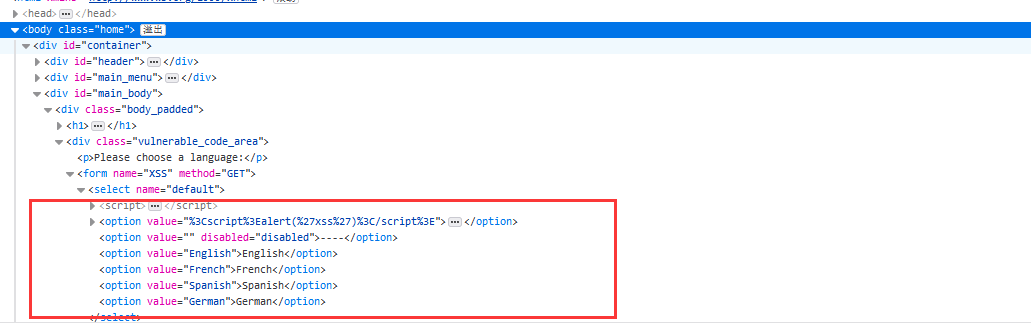 <head> ··· </head>
<body class="home"> 溢出
<div id="container">
<div id="header"> ··· </div>
<div id="main_menu"> ··· </div>
<div id="main_body">
<div class="body_padded">
<h1> ··· </h1>
<div class="vulnerable_code_area">
<p>Please choose a language:</p>
<form name="XSS" method="GET">
<select name="default">
<script> ··· </script>
<option value="%3Cscript%3Ealert(%27xss%27)%3C/script%3E"> ··· </option>
<option value="" disabled="disabled">----</option>
<option value="English">English</option>
<option value="French">French</option>
<option value="Spanish">Spanish</option>
<option value="German">German</option>
</select>